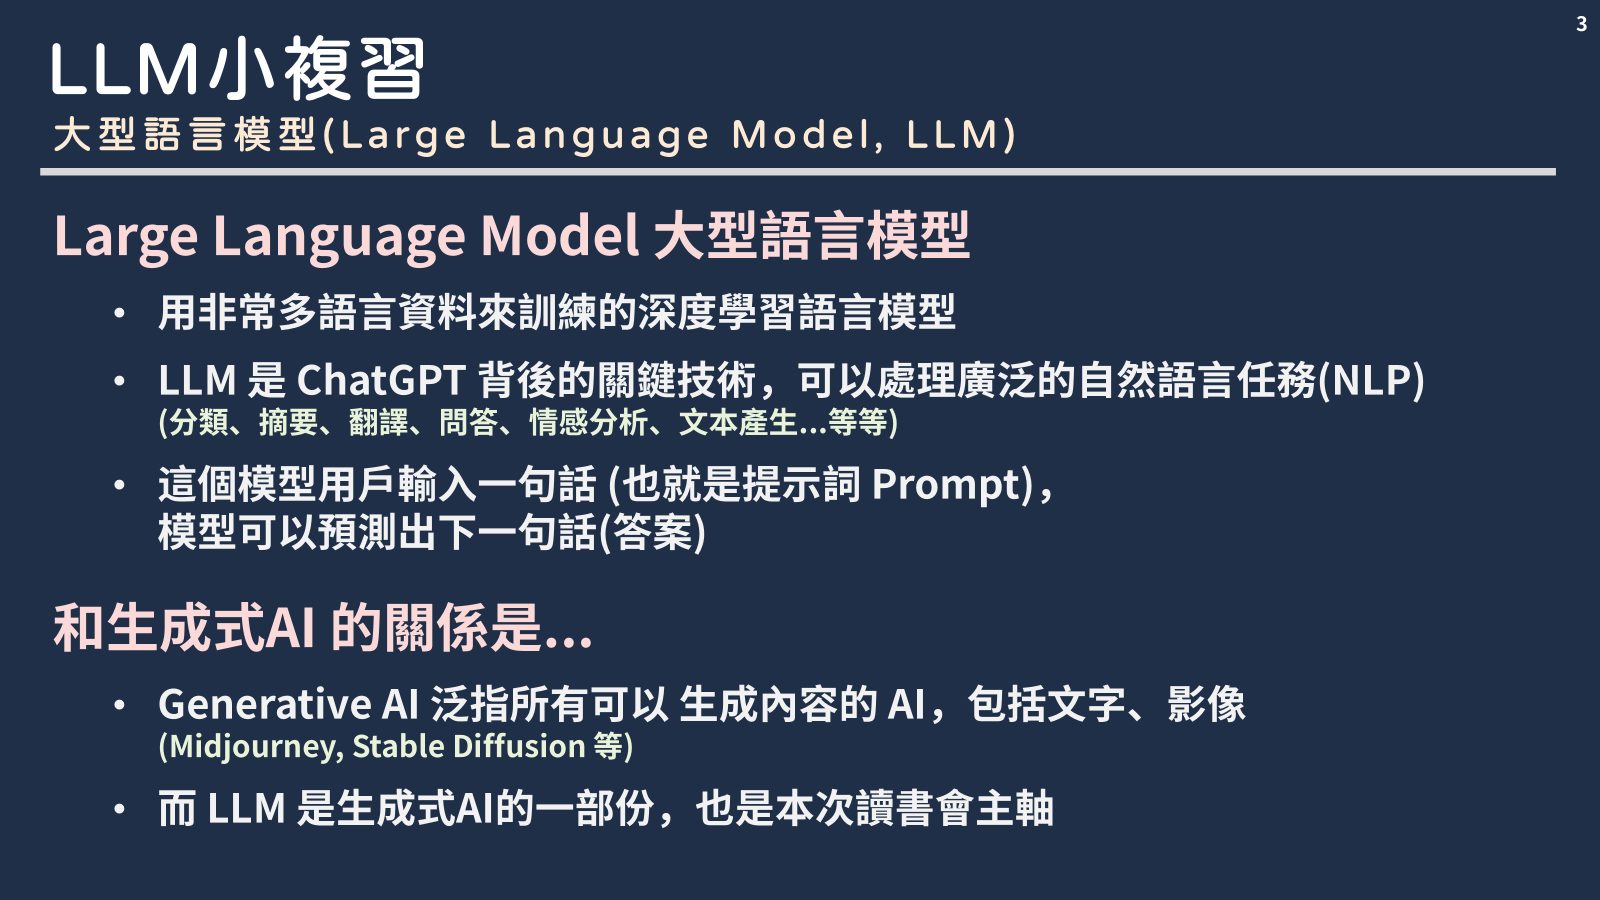 3
LLM小複習
大型語言模型(Large Language Model, LLM)
Large Language Model 大型語言模型
• 用非常多語言資料來訓練的深度學習語言模型
• LLM 是 ChatGPT 背後的關鍵技術，可以處理廣泛的自然語言任務(NLP)
(分類、摘要、翻譯、問答、情感分析、文本產生...等等)
• 這個模型用戶輸入一句話 (也就是提示詞 Prompt)，
模型可以預測出下一句話(答案)
和生成式AI 的關係是...
• Generative AI 泛指所有可以 生成內容的 AI，包括文字、影像
(Midjourney, Stable Diffusion 等)
• 而 LLM 是生成式AI的一部份，也是本次讀書會主軸